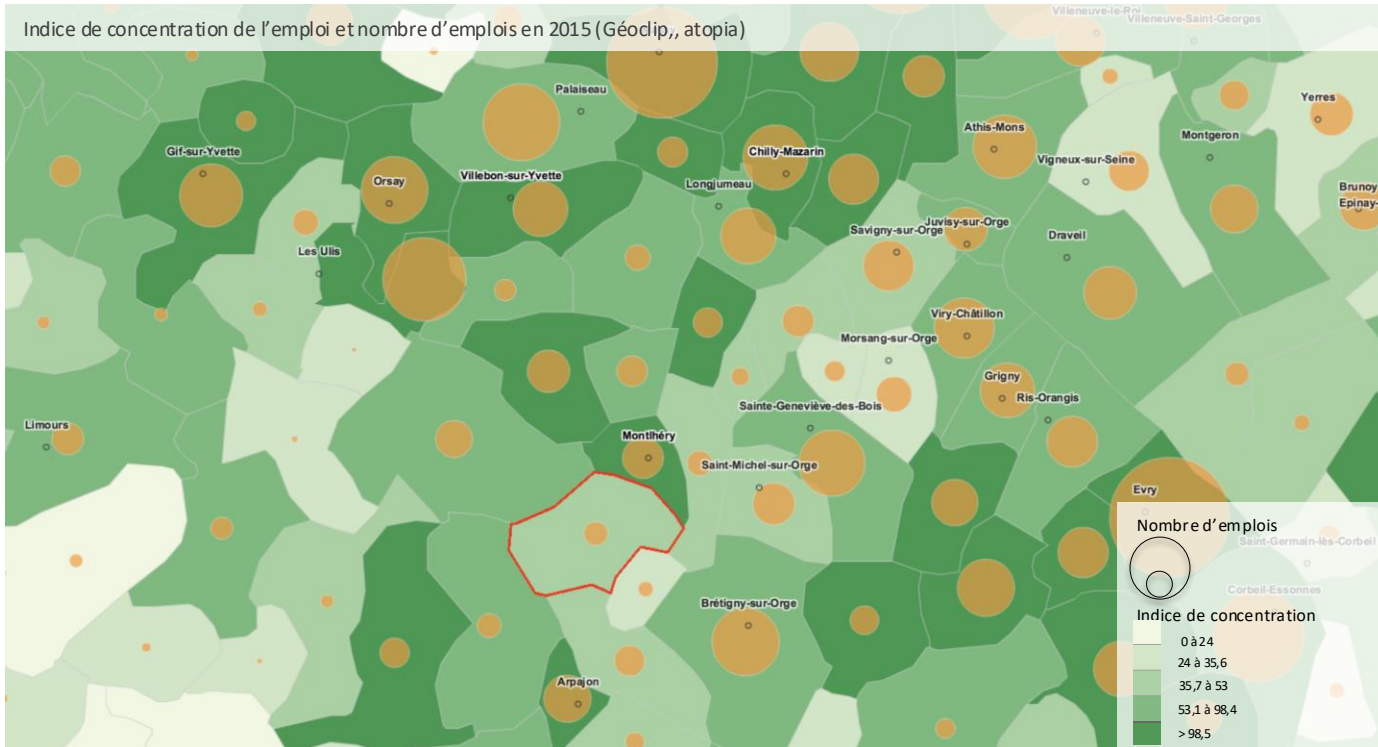 Indice de concentration de l'emploi et nombre d'emplois en 2015 (Géoclip,, atopia)
Villeneuve-le-Roi
Villeneuve-Saint-Georges
Palaiseau
Yerres
Athis-Mons
Montgeron
Gif-sur-Yvette
Chilly-Mazarin
Vigneux-sur-Seine
Orsay
Villebon-sur-Yvette
Longjumeau
Brunoy
Epinay-
Juvisy-sur-Orge
Savigny-sur-Orge
Draveil
Les Ulis
Viry-Châtillon
Morsang-sur-Orge
Grigny
Ris-Orangis
Sainte-Geneviève-des-Bois
Limours
Montlhéry
Saint-Michel-sur-Orge
Evry
Nombre d'emplois
Saint-Germain-lès-Corbeil
Corbeil-Essonnes
Brétigny-sur-Orge
Arpajon
Indice de concentration
0 à 24
24 à 35,6
35,7 à 53
53,1 à 98,4
> 98,5